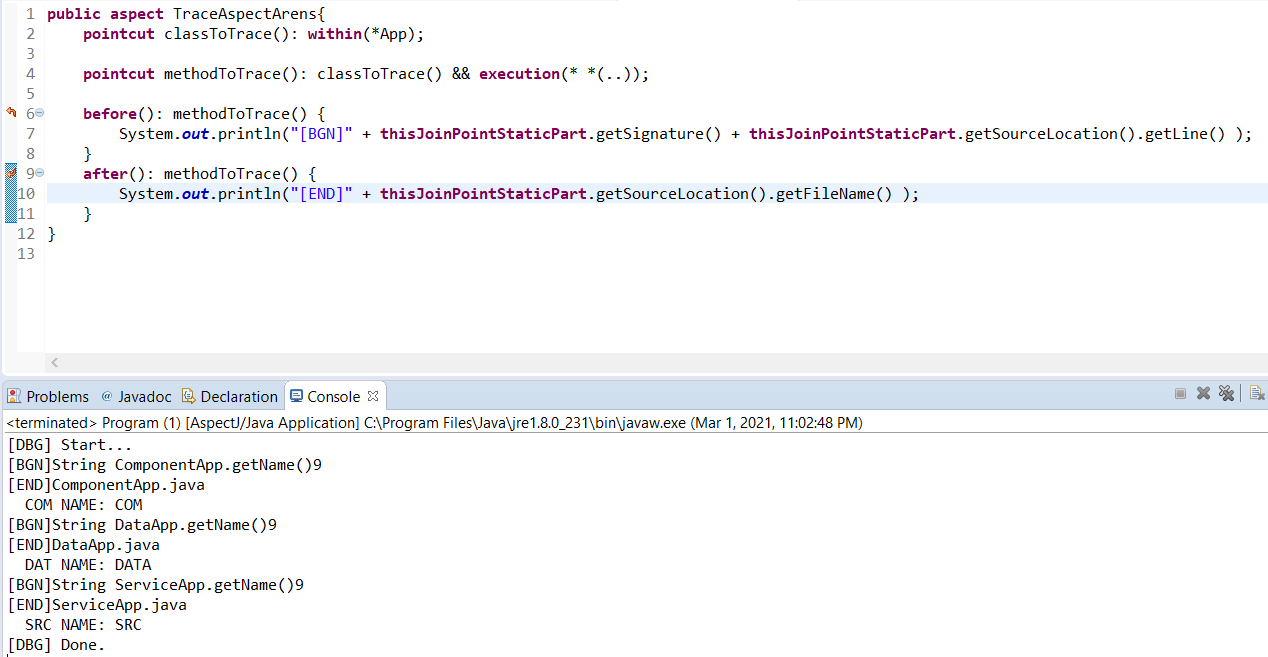 1 public aspect TraceAspectArens{
2     pointcut classToTrace(): within(*App);
3
4     pointcut methodToTrace(): classToTrace() && execution(* *(..));
5
6     before(): methodToTrace() {
7         System.out.println("[BGN]" + thisJoinPointStaticPart.getSignature() + thisJoinPointStaticPart.getSourceLocation().getLine() );
8     }
9     after(): methodToTrace() {
10         System.out.println("[END]" + thisJoinPointStaticPart.getSourceLocation().getFileName() );
11     }
12 }
13
Problems @ Javadoc Declaration Console
<terminated> Program (1) [AspectJ/Java Application] C:\Program Files\Java\jre1.8.0_231\bin\javaw.exe (Mar 1, 2021, 11:02:48 PM)
[DBG] Start...
[BGN]String ComponentApp.getName()9
[END]ComponentApp.java
  COM NAME: COM
[BGN]String DataApp.getName()9
[END]DataApp.java
  DAT NAME: DATA
[BGN]String ServiceApp.getName()9
[END]ServiceApp.java
  SRC NAME: SRC
[DBG] Done.